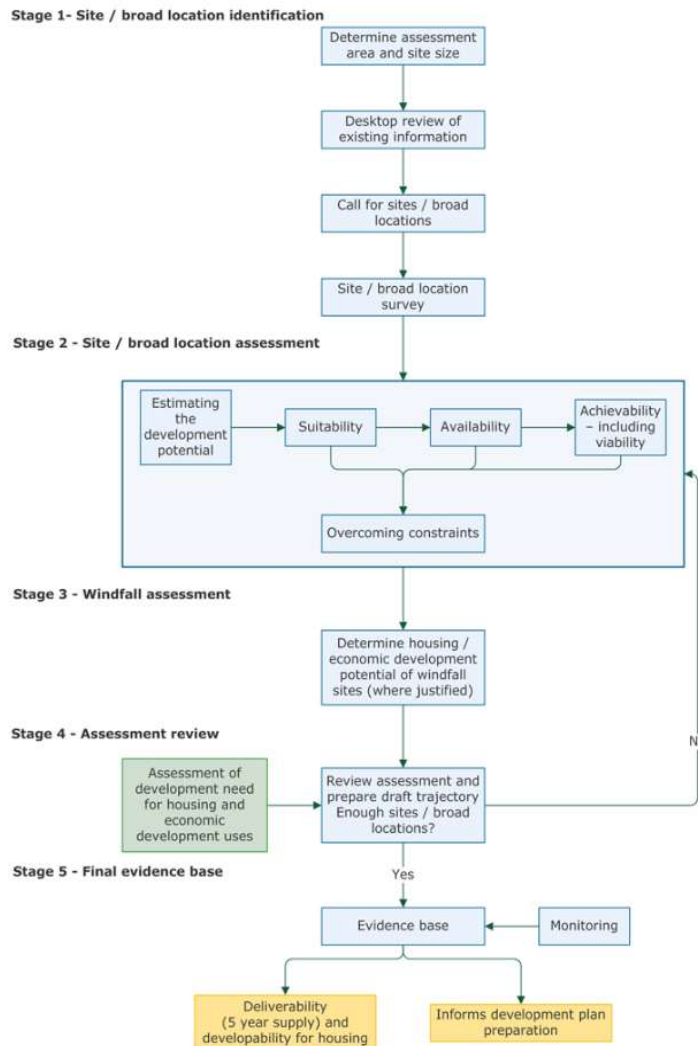 Stage 1- Site / broad location identification
Determine assessment
area and site size
Desktop review of
existing information
Call for sites / broad
locations
Site / broad location
survey
Stage 2 - Site / broad location assessment
Estimating
the
development
potential
Suitability
Availability
Achievability
– including
viability
Overcoming constraints
Stage 3 - Windfall assessment
Determine housing /
economic development
potential of windfall
sites (where justified)
Stage 4 - Assessment review
Assessment of
development need
for housing and
economic
development uses
Review assessment and
prepare draft trajectory
Enough sites / broad
locations?
N
Stage 5 - Final evidence base
Yes
Evidence base
Monitoring
Deliverability
(5 year supply) and
developability for housing
Informs development plan
preparation